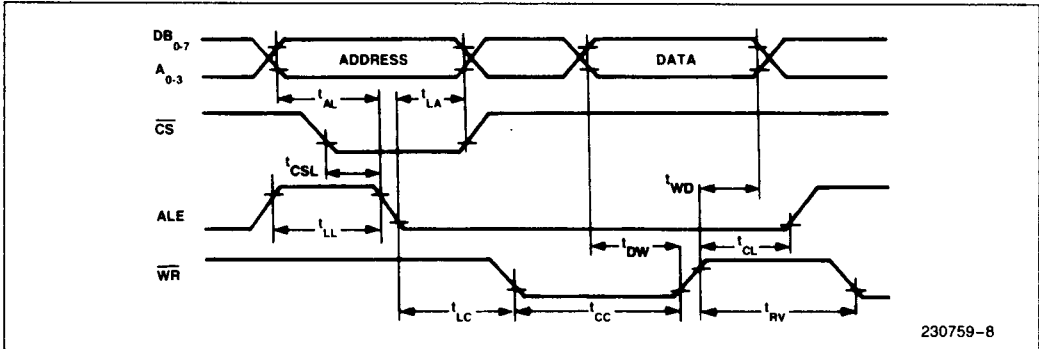 DB0-7
ADDRESS
DATA
A0-3
tAL
tLA
CS
tCSL
tWD
ALE
tLL
tDW
tCL
WR
tLC
tCC
tRV
230759-8